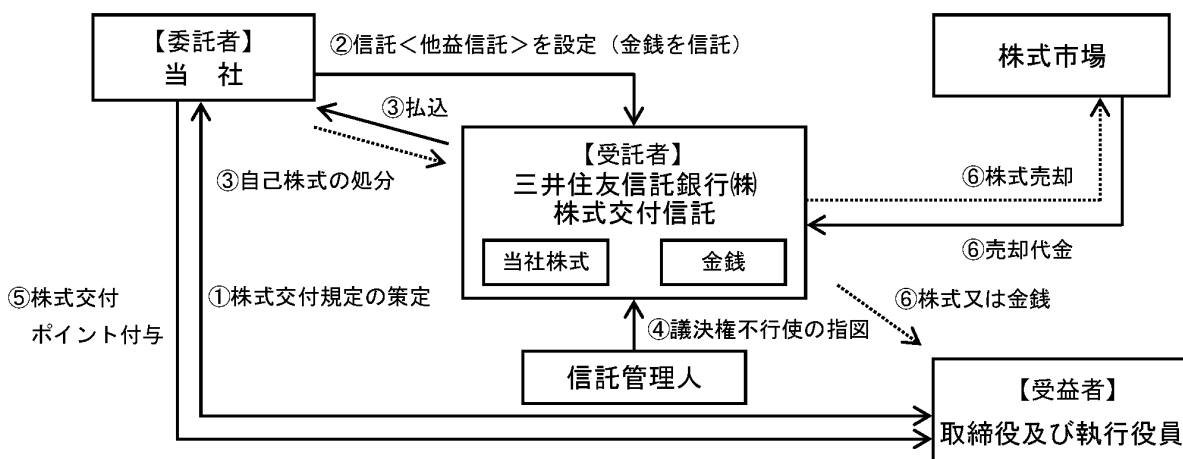 【委託者】
当　社
②信託＜他益信託＞を設定（金銭を信託）
株式市場
③払込
【受託者】
三井住友信託銀行㈱
株式交付信託
③自己株式の処分
⑥株式売却
当社株式
金銭
⑥売却代金
⑤株式交付
ポイント付与
①株式交付規定の策定
⑥株式又は金銭
④議決権不行使の指図
信託管理人
【受益者】
取締役及び執行役員